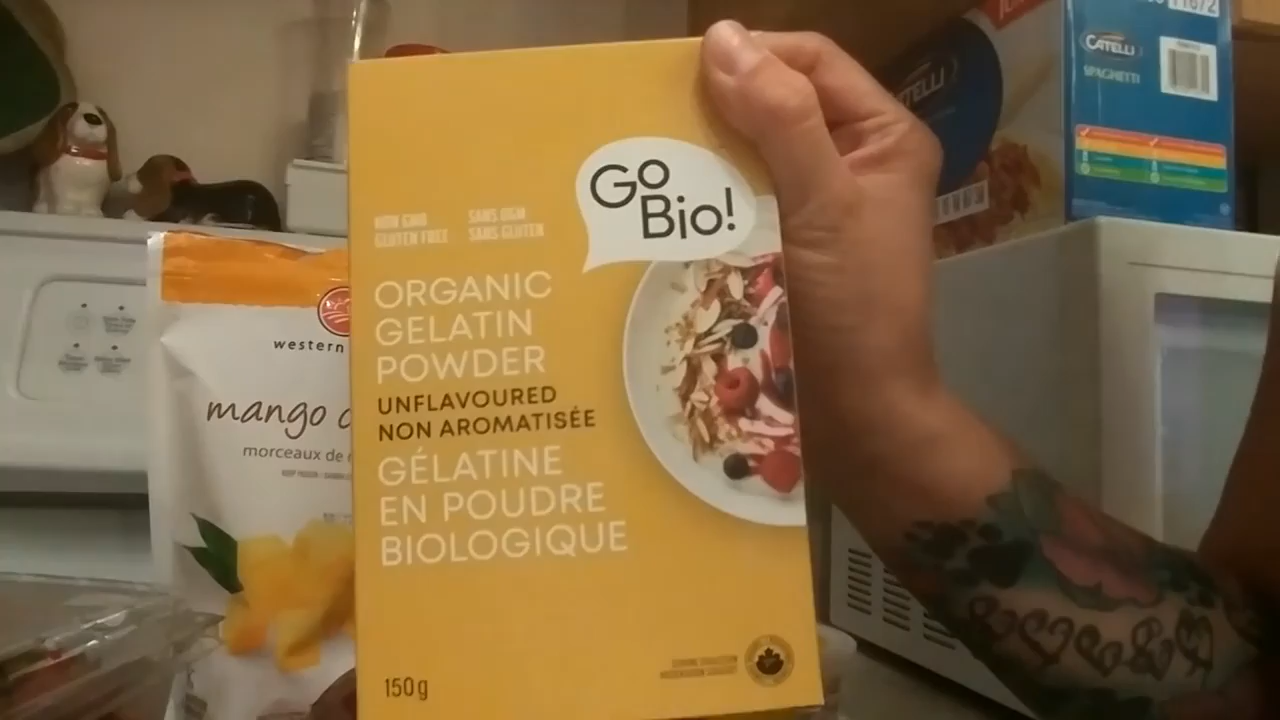 Go
Bio!
NON GMO
GLUTEN FREE
SANS OGM
SANS GLUTEN
ORGANIC
GELATIN
POWDER
UNFLAVOURED
NON AROMATISÉE
GÉLATINE
EN POUDRE
BIOLOGIQUE
150g
western
mango
morceaux de
CATELLI
SPAGHETTI